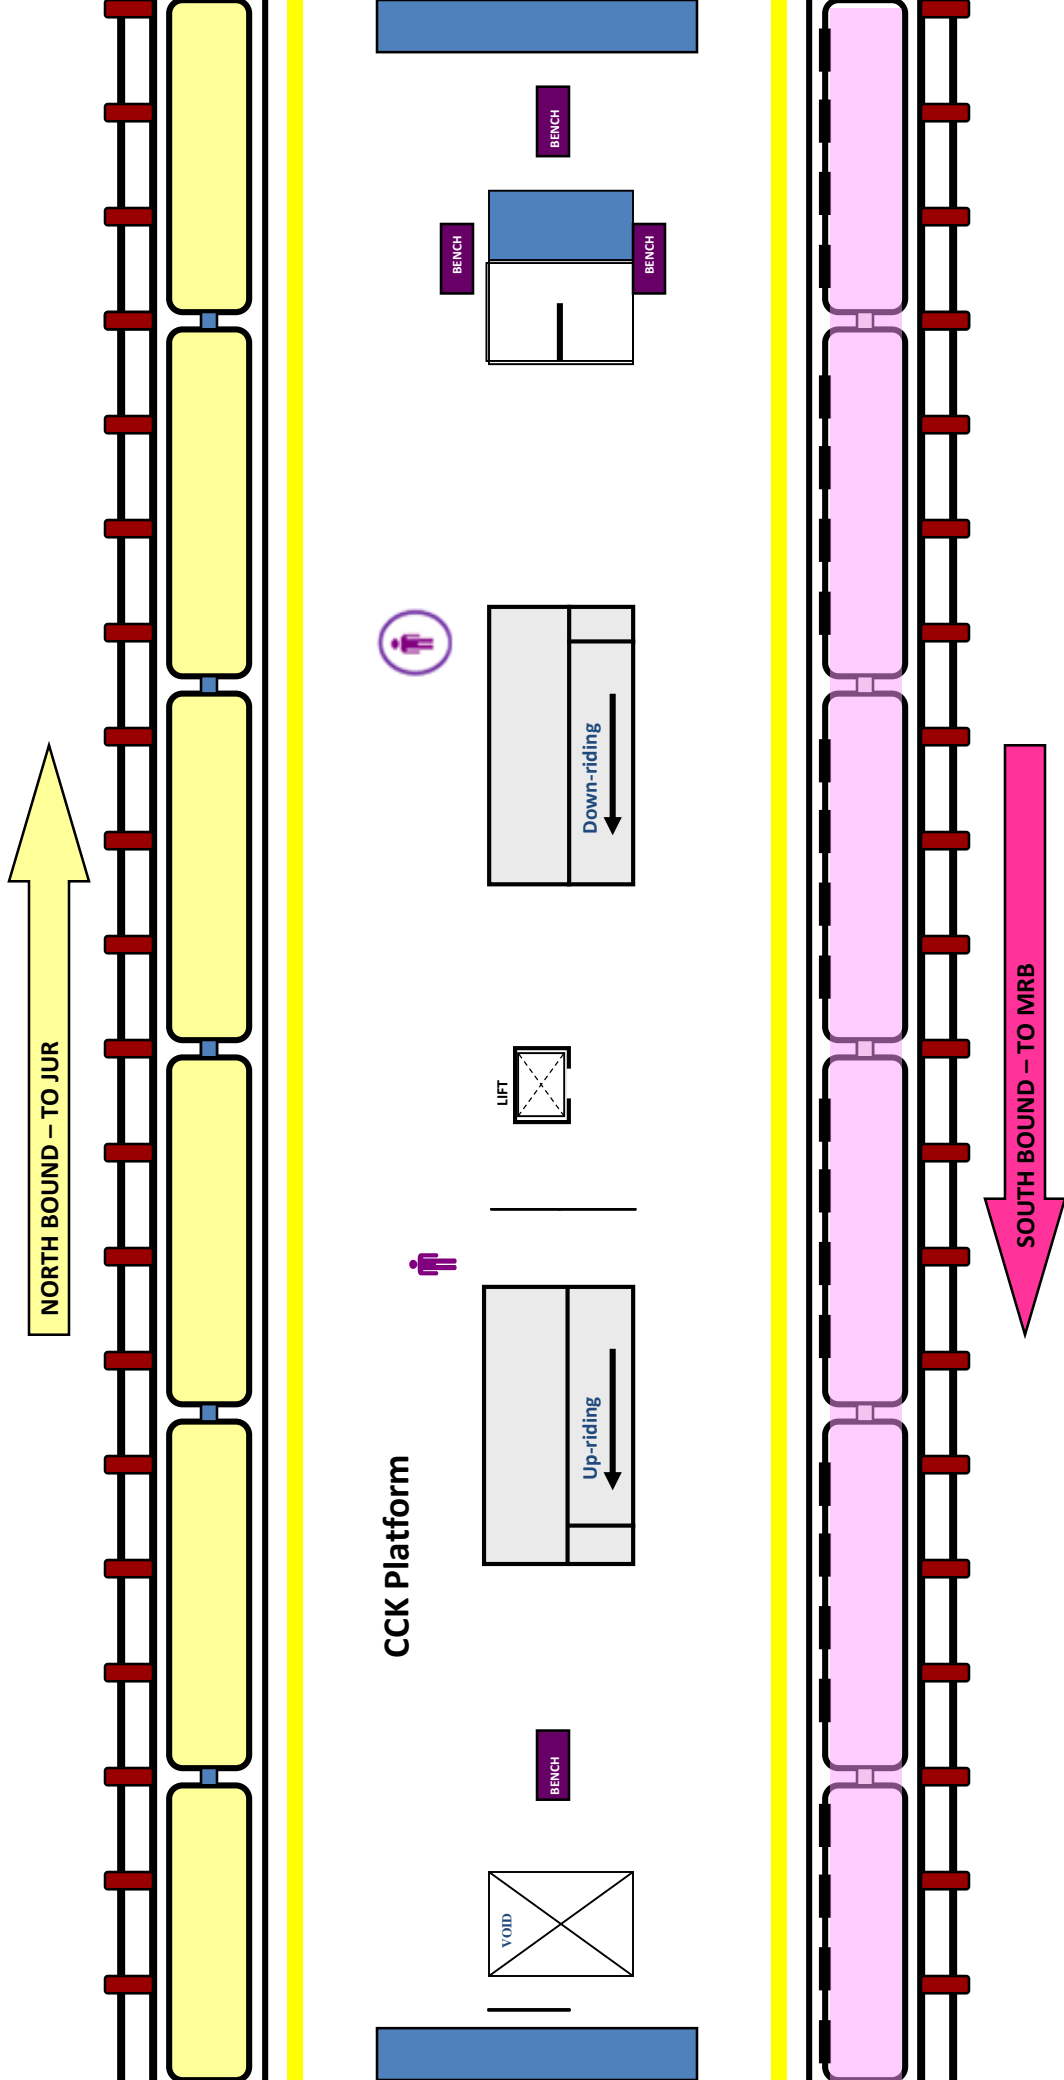 BENCH
BENCH
BENCH
Down-riding
LIFT
NORTH BOUND – TO JUR
SOUTH BOUND – TO MRB
Up-riding
CCK Platform
BENCH
VOID